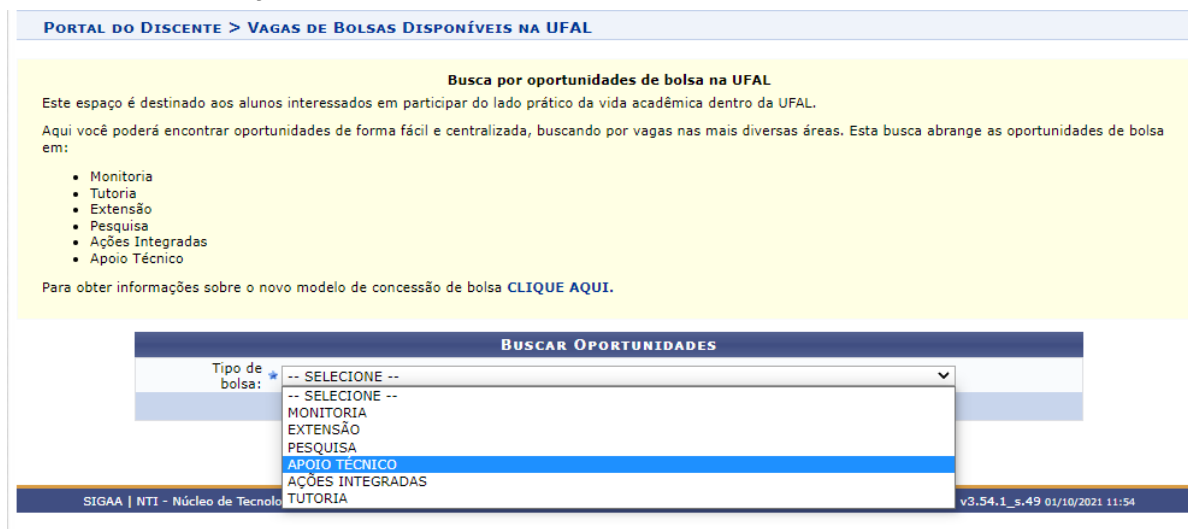 PORTAL DO DISCENTE > VAGAS DE BOLSAS DISPONÍVEIS NA UFAL
Busca por oportunidades de bolsa na UFAL
Este espaço é destinado aos alunos interessados em participar do lado prático da vida acadêmica dentro da UFAL.
Aqui você poderá encontrar oportunidades de forma fácil e centralizada, buscando por vagas nas mais diversas áreas. Esta busca abrange as oportunidades de bolsa
em:
• Monitoria
• Tutoria
• Extensão
• Pesquisa
• Ações Integradas
• Apoio Técnico
Para obter informações sobre o novo modelo de concessão de bolsa CLIQUE AQUI.
BUSCAR OPORTUNIDADES
Tipo de
bolsa:
-- SELECIONE --
-- SELECIONE --
MONITORIA
EXTENSÃO
PESQUISA
APOIO TÉCNICO
AÇÕES INTEGRADAS
TUTORIA
SIGAA | NTI - Núcleo de Tecnolo v3.54.1_s.49 01/10/2021 11:54